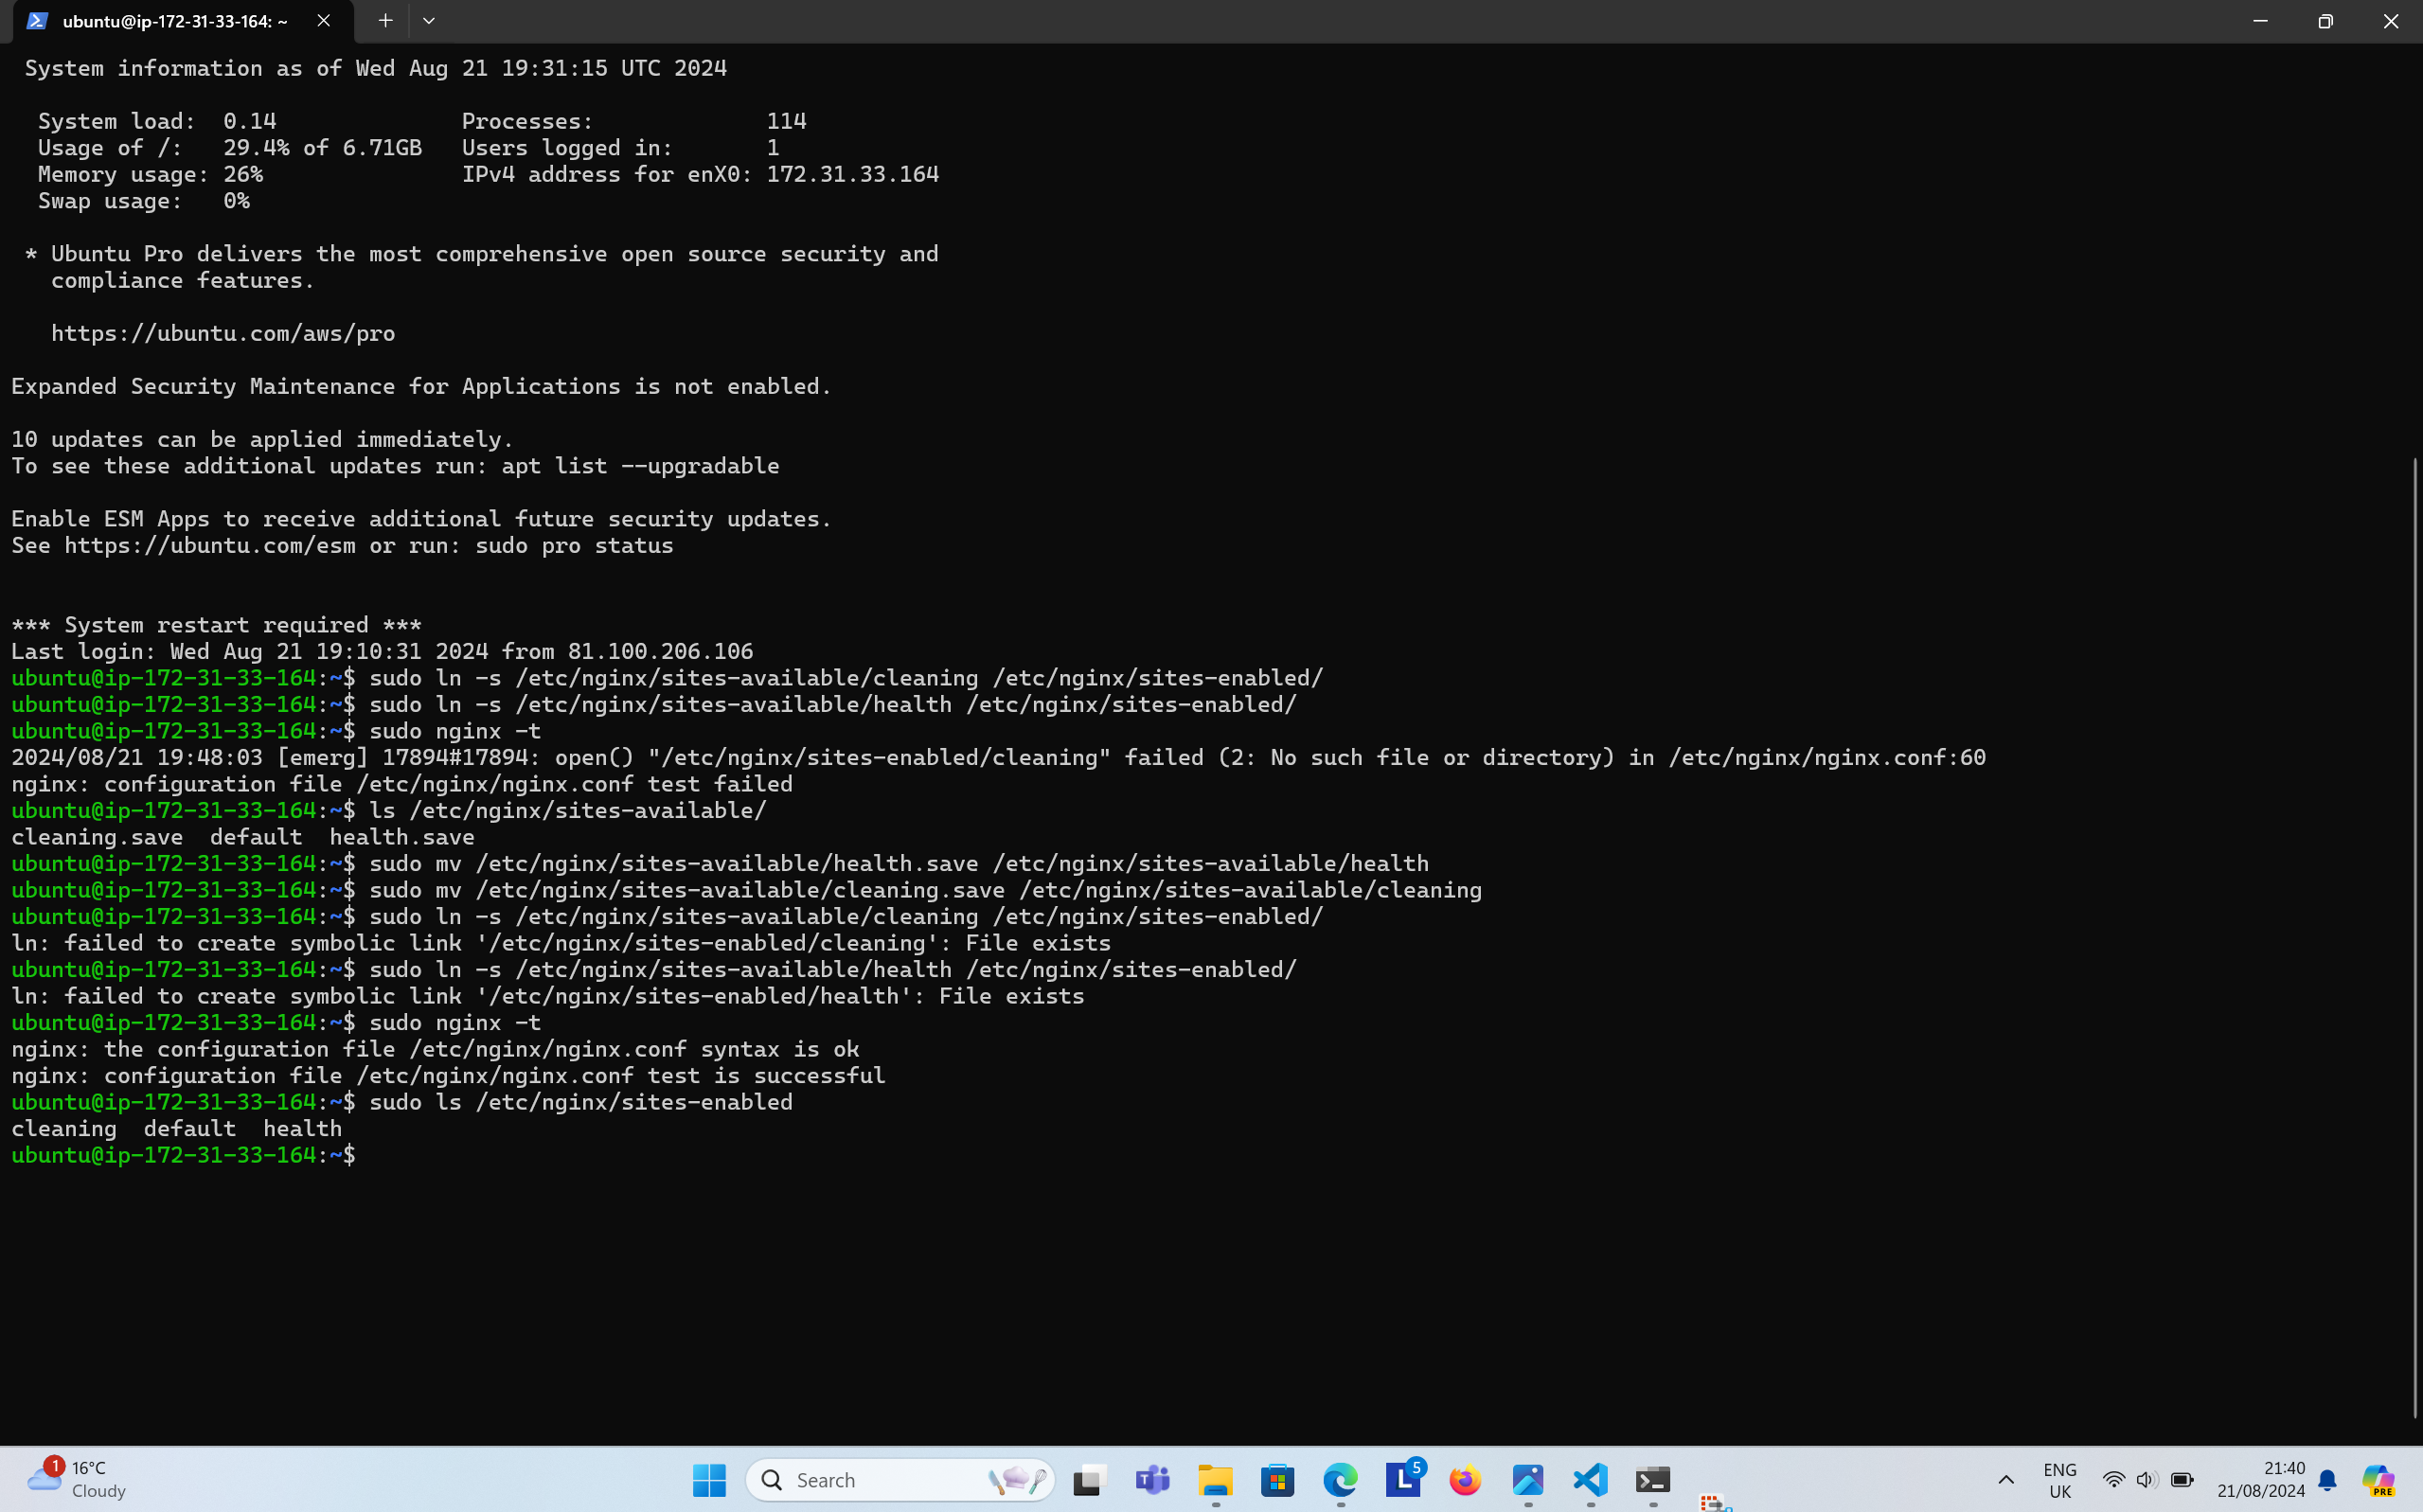 ubuntu@ip-172-31-33-164: ~
System information as of Wed Aug 21 19:31:15 UTC 2024
System load: 0.14 Processes: 114
Usage of /: 29.4% of 6.71GB Users logged in: 1
Memory usage: 26% IPv4 address for enX0: 172.31.33.164
Swap usage: 0%
* Ubuntu Pro delivers the most comprehensive open source security and
compliance features.
https://ubuntu.com/aws/pro
Expanded Security Maintenance for Applications is not enabled.
10 updates can be applied immediately.
To see these additional updates run: apt list --upgradable
Enable ESM Apps to receive additional future security updates.
See https://ubuntu.com/esm or run: sudo pro status
*** System restart required ***
Last login: Wed Aug 21 19:10:31 2024 from 81.100.206.106
ubuntu@ip-172-31-33-164:~$ sudo ln -s /etc/nginx/sites-available/cleaning /etc/nginx/sites-enabled/
ubuntu@ip-172-31-33-164:~$ sudo ln -s /etc/nginx/sites-available/health /etc/nginx/sites-enabled/
ubuntu@ip-172-31-33-164:~$ sudo nginx -t
2024/08/21 19:48:03 [emerg] 17894#17894: open() "/etc/nginx/sites-enabled/cleaning" failed (2: No such file or directory) in /etc/nginx/nginx.conf:60
nginx: configuration file /etc/nginx/nginx.conf test failed
ubuntu@ip-172-31-33-164:~$ ls /etc/nginx/sites-available/
cleaning.save default health.save
ubuntu@ip-172-31-33-164:~$ sudo mv /etc/nginx/sites-available/health.save /etc/nginx/sites-available/health
ubuntu@ip-172-31-33-164:~$ sudo mv /etc/nginx/sites-available/cleaning.save /etc/nginx/sites-available/cleaning
ubuntu@ip-172-31-33-164:~$ sudo ln -s /etc/nginx/sites-available/cleaning /etc/nginx/sites-enabled/
ln: failed to create symbolic link '/etc/nginx/sites-enabled/cleaning': File exists
ubuntu@ip-172-31-33-164:~$ sudo ln -s /etc/nginx/sites-available/health /etc/nginx/sites-enabled/
ln: failed to create symbolic link '/etc/nginx/sites-enabled/health': File exists
ubuntu@ip-172-31-33-164:~$ sudo nginx -t
nginx: the configuration file /etc/nginx/nginx.conf syntax is ok
nginx: configuration file /etc/nginx/nginx.conf test is successful
ubuntu@ip-172-31-33-164:~$ sudo ls /etc/nginx/sites-enabled
cleaning default health
ubuntu@ip-172-31-33-164:~$
1 16°C
Cloudy
Search
T
L 5
ENG
UK
21:40
21/08/2024
PRE